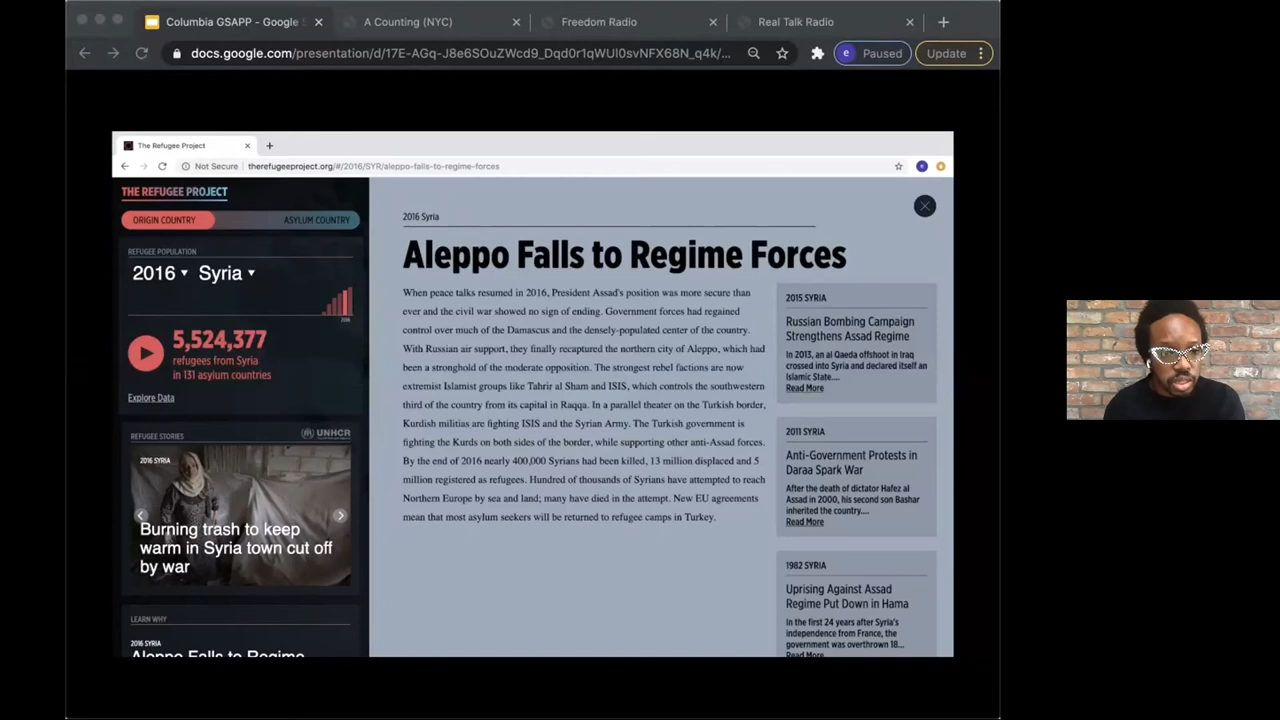 Columbia GSAPP - Google S
A Counting (NYC)
Freedom Radio
Real Talk Radio
docs.google.com/presentation/d/17E-AGq-J8e6SOuZWcd9_Dqd0r1qWUl0svNFX68N_q4k/...
e
Paused
Update
The Refugee Project
Not Secure
therefugeeproject.org/#/2016/SYR/aleppo-falls-to-regime-forces
e
THE REFUGEE PROJECT
ORIGIN COUNTRY
ASYLUM COUNTRY
REFUGEE POPULATION
2016
Syria
2016
5,524,377
refugees from Syria
in 131 asylum countries
Explore Data
REFUGEE STORIES
UNHCR
2016 SYRIA
Burning trash to keep
warm in Syria town cut off
by war
LEARN WHY
2016 SYRIA
Aleppo Falls to Regime
2016 Syria
Aleppo Falls to Regime Forces
When peace talks resumed in 2016, President Assad's position was more secure than
ever and the civil war showed no sign of ending. Government forces had regained
control over much of the Damascus and the densely-populated center of the country.
With Russian air support, they finally recaptured the northern city of Aleppo, which had
been a stronghold of the moderate opposition. The strongest rebel factions are now
extremist Islamist groups like Tahrir al Sham and ISIS, which controls the southwestern
third of the country from its capital in Raqqa. In a parallel theater on the Turkish border,
Kurdish militias are fighting ISIS and the Syrian Army. The Turkish government is
fighting the Kurds on both sides of the border, while supporting other anti-Assad forces.
By the end of 2016 nearly 400,000 Syrians had been killed, 13 million displaced and 5
million registered as refugees. Hundred of thousands of Syrians have attempted to reach
Northern Europe by sea and land; many have died in the attempt. New EU agreements
mean that most asylum seekers will be returned to refugee camps in Turkey.
2015 SYRIA
Russian Bombing Campaign
Strengthens Assad Regime
In 2013, an al Qaeda offshoot in Iraq
crossed into Syria and declared itself an
Islamic State....
Read More
2011 SYRIA
Anti-Government Protests in
Daraa Spark War
After the death of dictator Hafez al
Assad in 2000, his second son Bashar
inherited the country....
Read More
1982 SYRIA
Uprising Against Assad
Regime Put Down in Hama
In the first 24 years after Syria's
independence from France, the
government was overthrown 18...
Read More